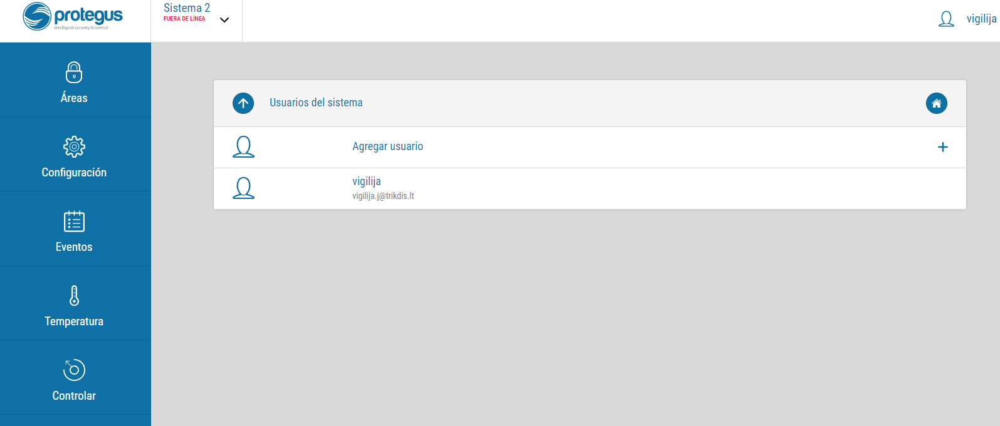 protegus
intelligent security & control
Sistema 2
FUERA DE LÍNEA
vigilija
Áreas
Configuración
Eventos
Temperatura
Controlar
Usuarios del sistema
Agregar usuario
vigilija
vigilija.j@trikdis.lt